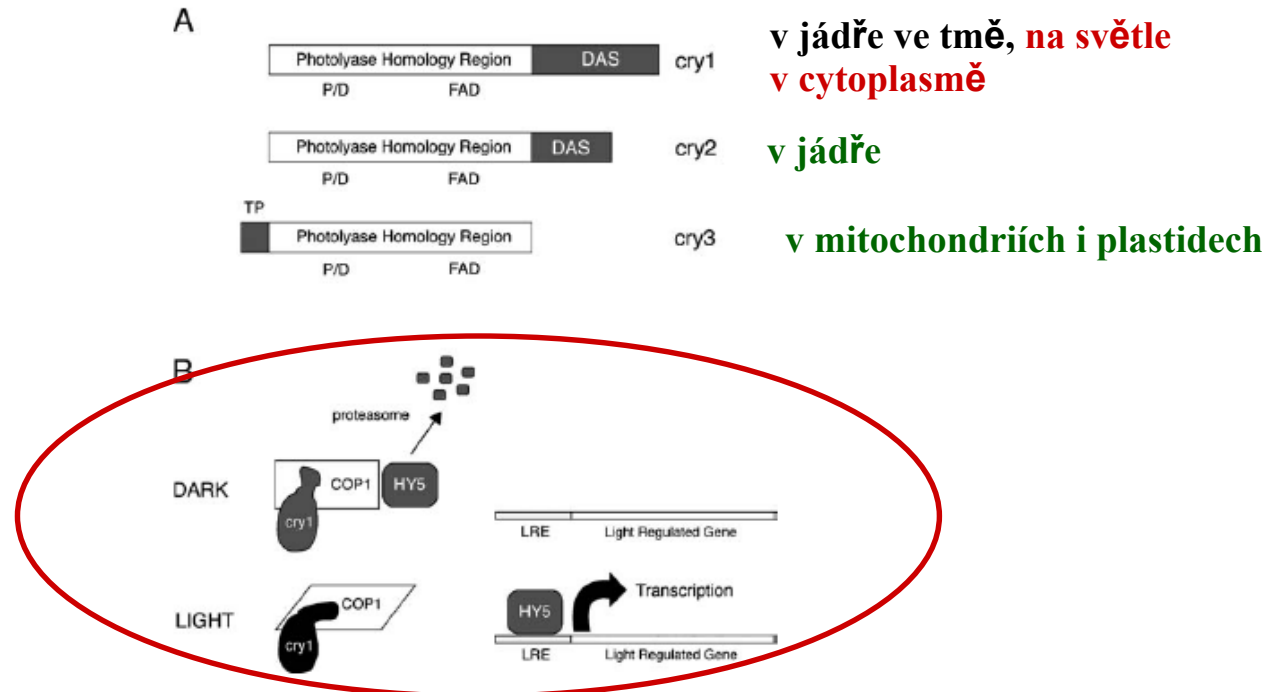 A
Photolyase Homology Region DAS cry1
P/D FAD
v jádře ve tmě, na světle
v cytoplasmě
Photolyase Homology Region DAS cry2
P/D FAD
v jádře
TP
Photolyase Homology Region cry3
P/D FAD
v mitochondriích i plastidech
B
proteasome
DARK
COP1 HY5
cry1
LRE Light Regulated Gene
LIGHT
COP1
cry1
HY5
Transcription
LRE Light Regulated Gene